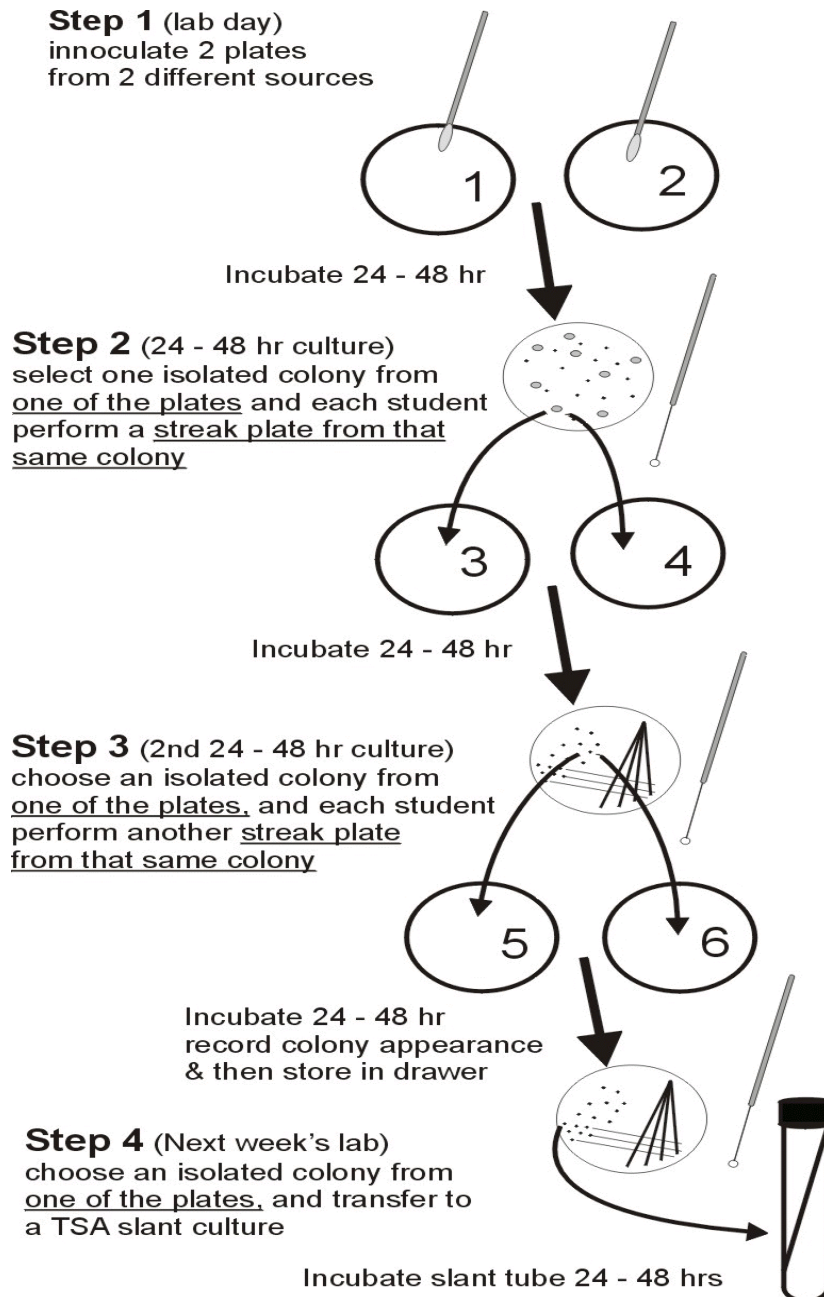 Step 1 (lab day)
innoculate 2 plates
from 2 different sources
1
2
Incubate 24 - 48 hr
Step 2 (24 - 48 hr culture)
select one isolated colony from
one of the plates and each student
perform a streak plate from that
same colony
3
4
Incubate 24 - 48 hr
Step 3 (2nd 24 - 48 hr culture)
choose an isolated colony from
one of the plates, and each student
perform another streak plate
from that same colony
5
6
Incubate 24 - 48 hr
record colony appearance
& then store in drawer
Step 4 (Next week's lab)
choose an isolated colony from
one of the plates, and transfer to
a TSA slant culture
Incubate slant tube 24 - 48 hrs